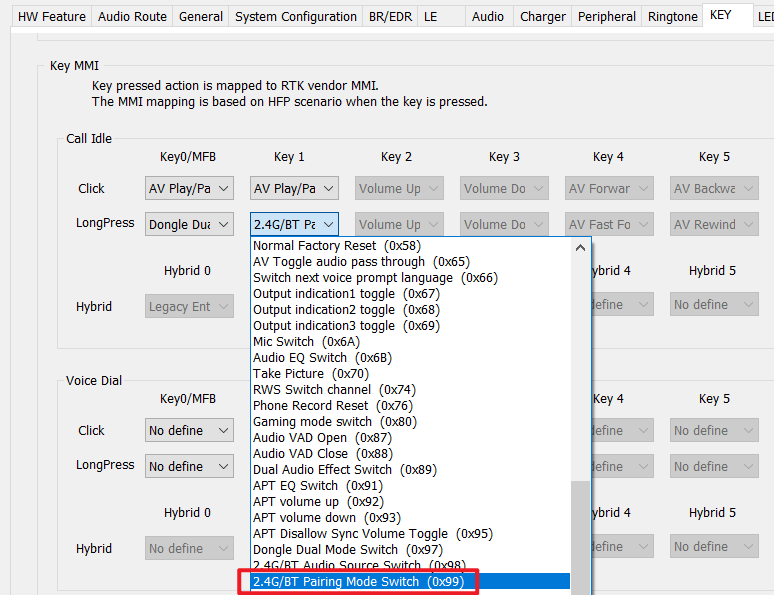 HW Feature Audio Route General System Configuration BR/EDR LE Audio Charger Peripheral Ringtone KEY LED
Key MMI
Key pressed action is mapped to RTK vendor MMI.
The MMI mapping is based on HFP scenario when the key is pressed.
Call Idle
Key0/MFB Key 1 Key 2 Key 3 Key 4 Key 5
Click AV Play/Pa AV Play/Pa Volume Up Volume Do AV Forwar AV Backwa
LongPress Dongle Dua 2.4G/BT Pa Volume Up Volume Do AV Fast Fo AV Rewind
Normal Factory Reset (0x58)
AV Toggle audio pass through (0x65)
Hybrid 0 Switch next voice prompt language (0x66) ybrid 4 Hybrid 5
Output indication1 toggle (0x67)
Hybrid Legacy Ent Output indication2 toggle (0x68) define No define
Output indication3 toggle (0x69)
Mic Switch (0x6A)
Audio EQ Switch (0x6B)
Take Picture (0x70)
Voice Dial
RWS Switch channel (0x74)
Key0/MFB Phone Record Reset (0x76) Key 4 Key 5
Gaming mode switch (0x80)
Click No define Audio VAD Open (0x87) define No define
Audio VAD Close (0x88)
LongPress No define Dual Audio Effect Switch (0x89) define No define
APT EQ Switch (0x91)
APT volume up (0x92)
Hybrid 0 APT volume down (0x93) ybrid 4 Hybrid 5
APT Disallow Sync Volume Toggle (0x95)
Hybrid No define Dongle Dual Mode Switch (0x97) define No define
2.4G/BT Audio Source Switch (0x98)
2.4G/BT Pairing Mode Switch (0x99)